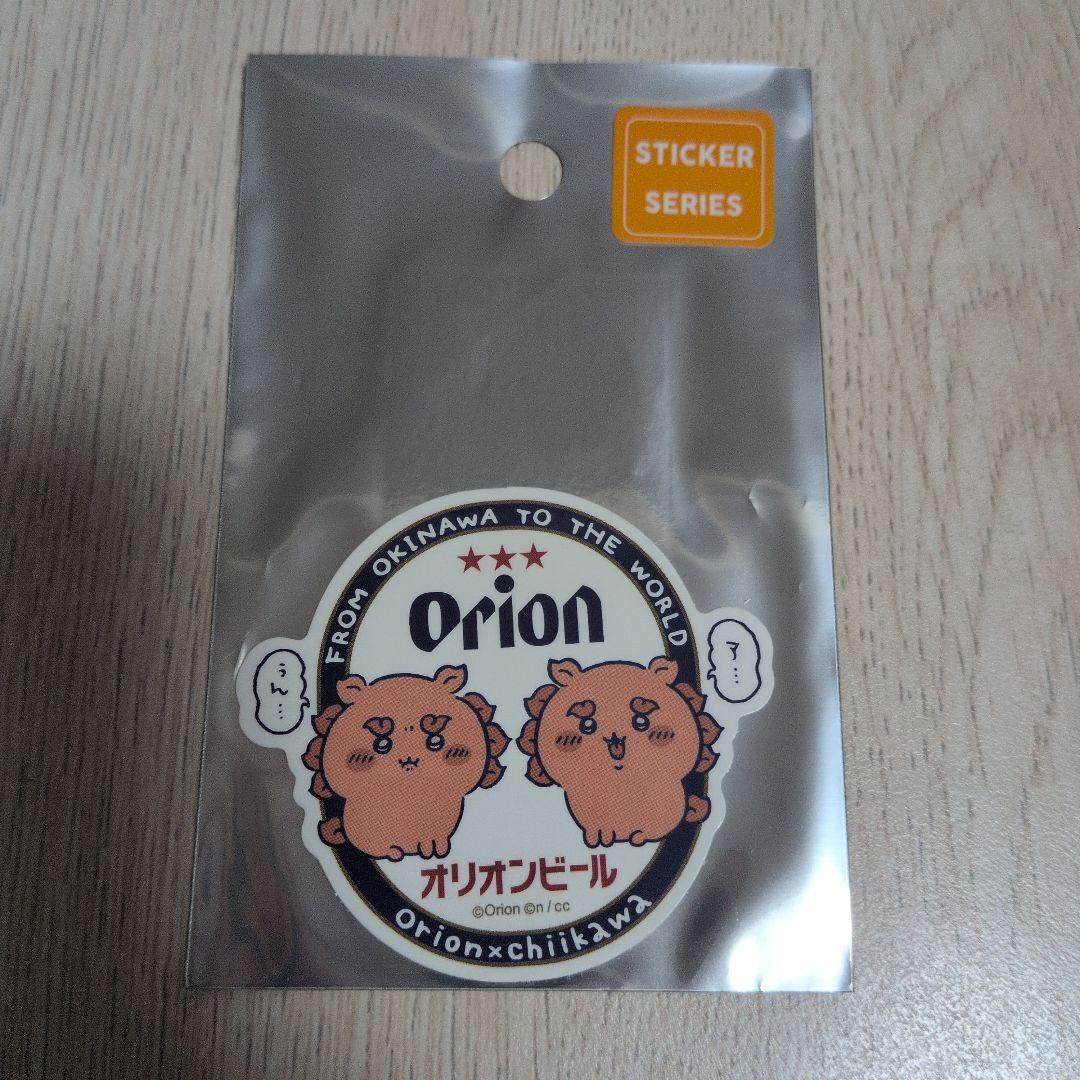 STICKER
SERIES
FROM OKINAWA TO THE WORLD
★★★
orion
うん…
ア…
オリオンビール
©Orion ©n / cc
Orion×chiikawa